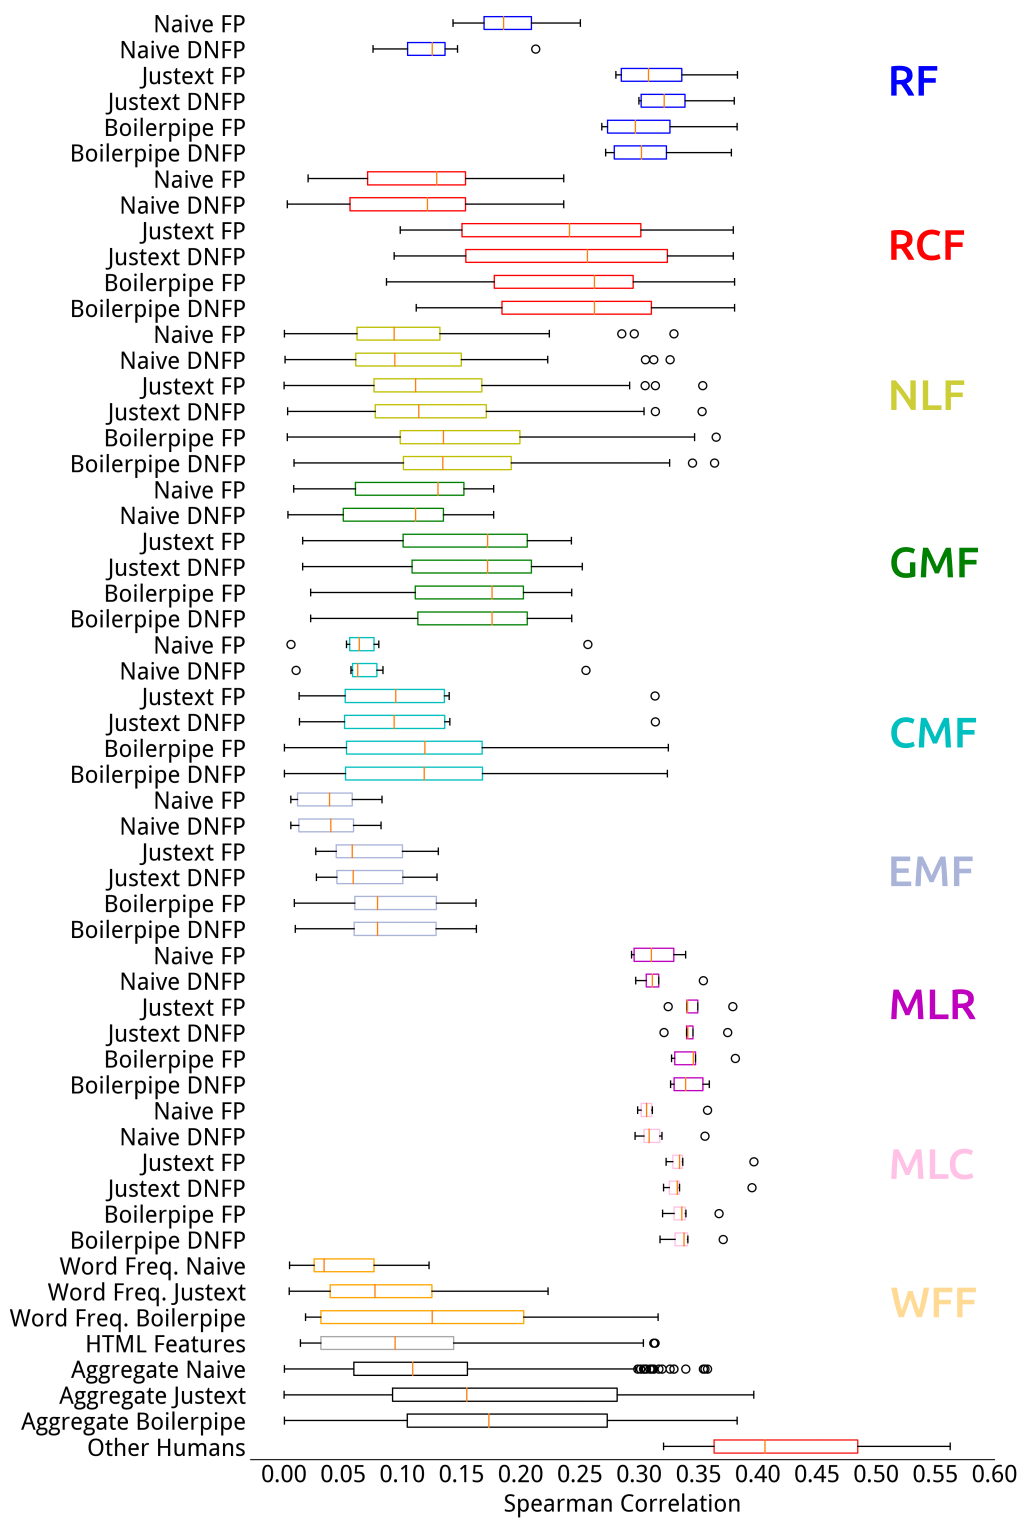 Naive FP
Naive DNFP
Justext FP
RF
Justext DNFP
Boilerpipe FP
Boilerpipe DNFP
Naive FP
Naive DNFP
Justext FP
RCF
Justext DNFP
Boilerpipe FP
Boilerpipe DNFP
Naive FP
Naive DNFP
Justext FP
NLF
Justext DNFP
Boilerpipe FP
Boilerpipe DNFP
Naive FP
Naive DNFP
Justext FP
Justext DNFP
GMF
Boilerpipe FP
Boilerpipe DNFP
Naive FP
Naive DNFP
Justext FP
Justext DNFP
CMF
Boilerpipe FP
Boilerpipe DNFP
Naive FP
Naive DNFP
Justext FP
Justext DNFP
EMF
Boilerpipe FP
Boilerpipe DNFP
Naive FP
Naive DNFP
Justext FP
MLR
Justext DNFP
Boilerpipe FP
Boilerpipe DNFP
Naive FP
Naive DNFP
Justext FP
MLC
Justext DNFP
Boilerpipe FP
Boilerpipe DNFP
Word Freq. Naive
Word Freq. Justext
WFF
Word Freq. Boilerpipe
HTML Features
Aggregate Naive
Aggregate Justext
Aggregate Boilerpipe
Other Humans
0.00 0.05 0.10 0.15 0.20 0.25 0.30 0.35 0.40 0.45 0.50 0.55 0.60
Spearman Correlation